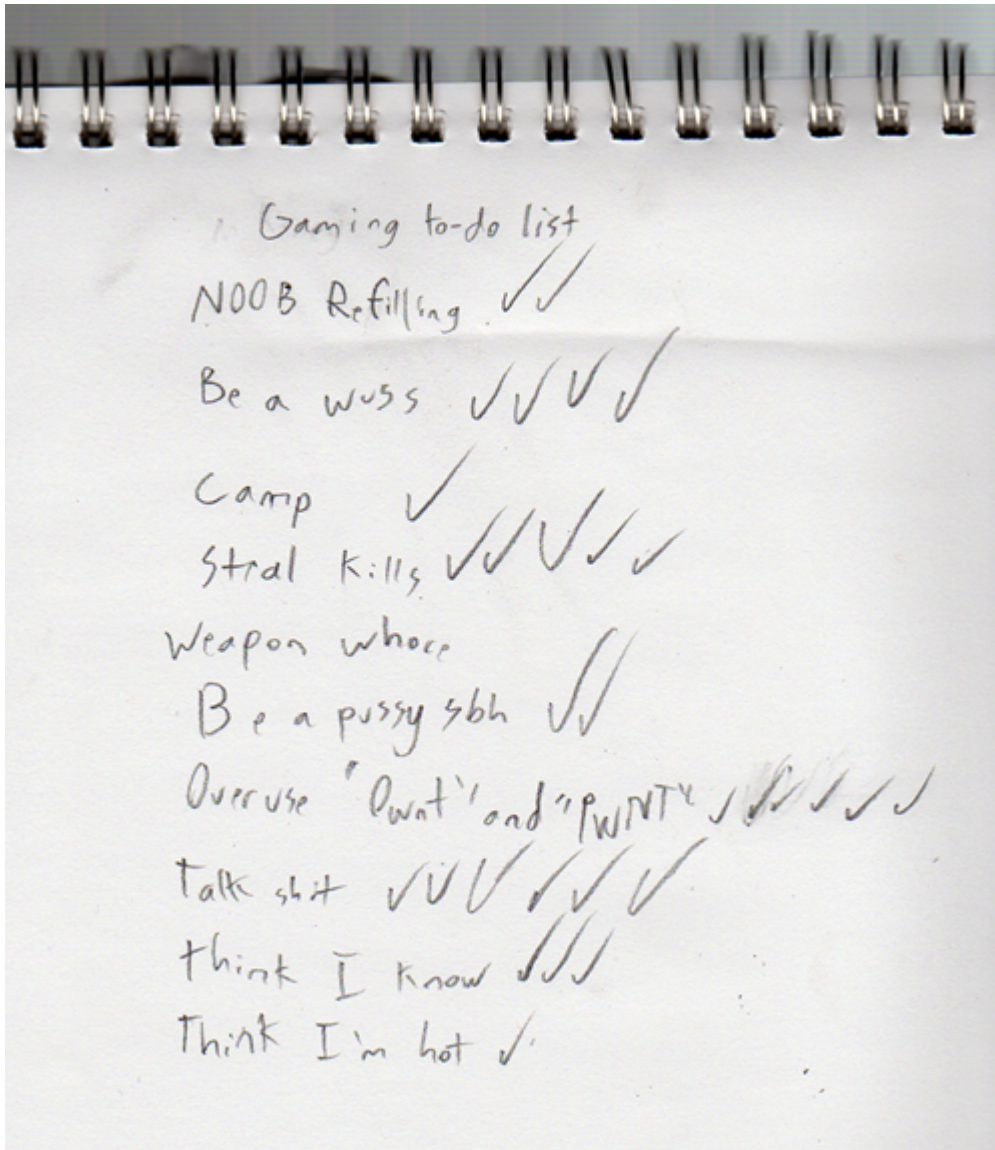 Gaming to-do list
NOOB Refilling ✓✓
Be a wuss ✓✓✓✓
Camp ✓
Steal kills ✓✓✓✓✓
Weapon whore
Be a pussy sbh ✓✓
Overuse "Ownt" and "PWNT" ✓✓✓✓✓✓
Talk shit ✓✓✓✓✓✓
think I know ✓✓✓
Think I'm hot ✓